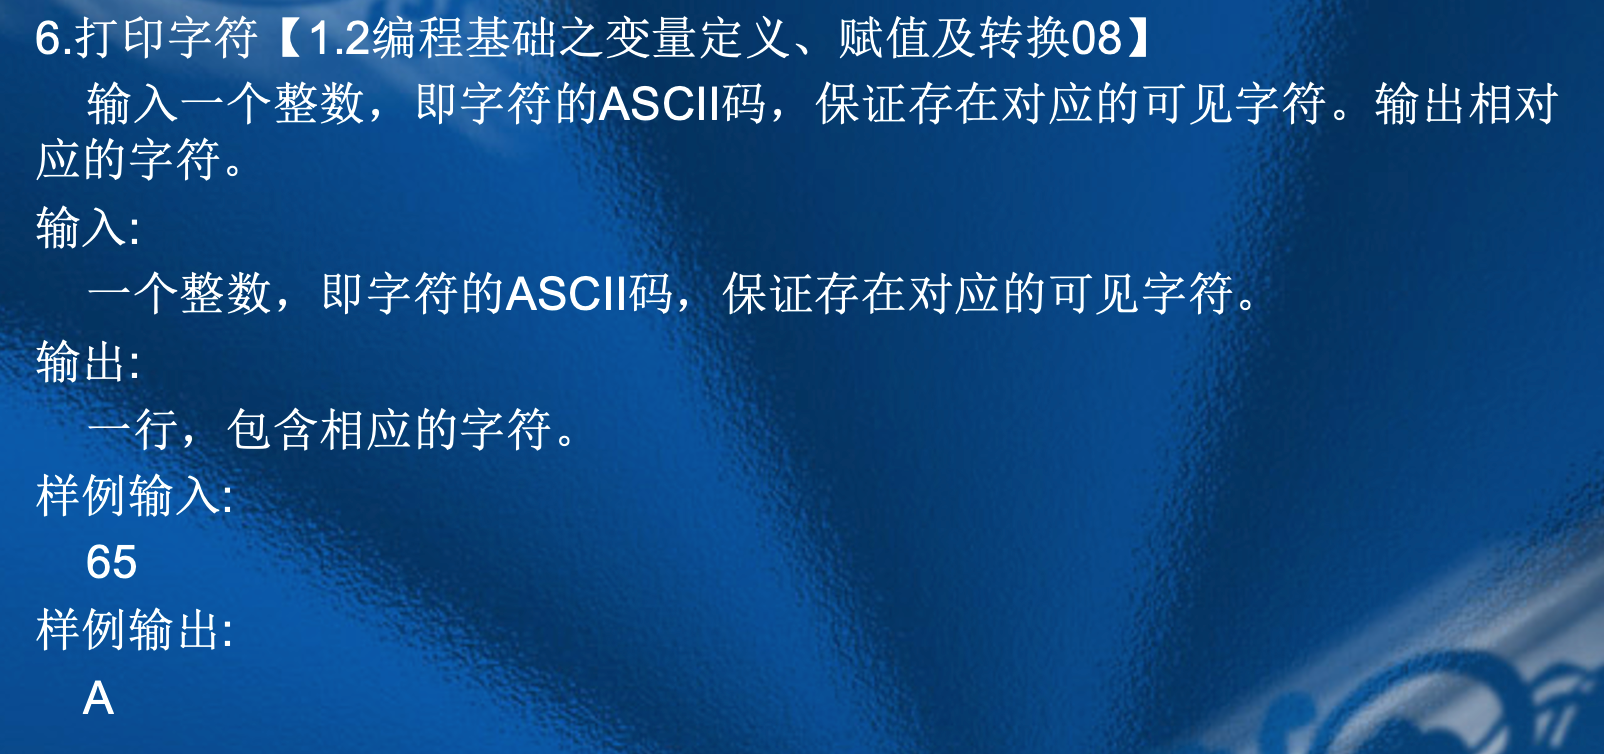 6.打印字符【1.2编程基础之变量定义、赋值及转换08】
输入一个整数，即字符的ASCII码，保证存在对应的可见字符。输出相对
应的字符。
输入:
一个整数，即字符的ASCII码，保证存在对应的可见字符。
输出:
一行，包含相应的字符。
样例输入:
65
样例输出:
A